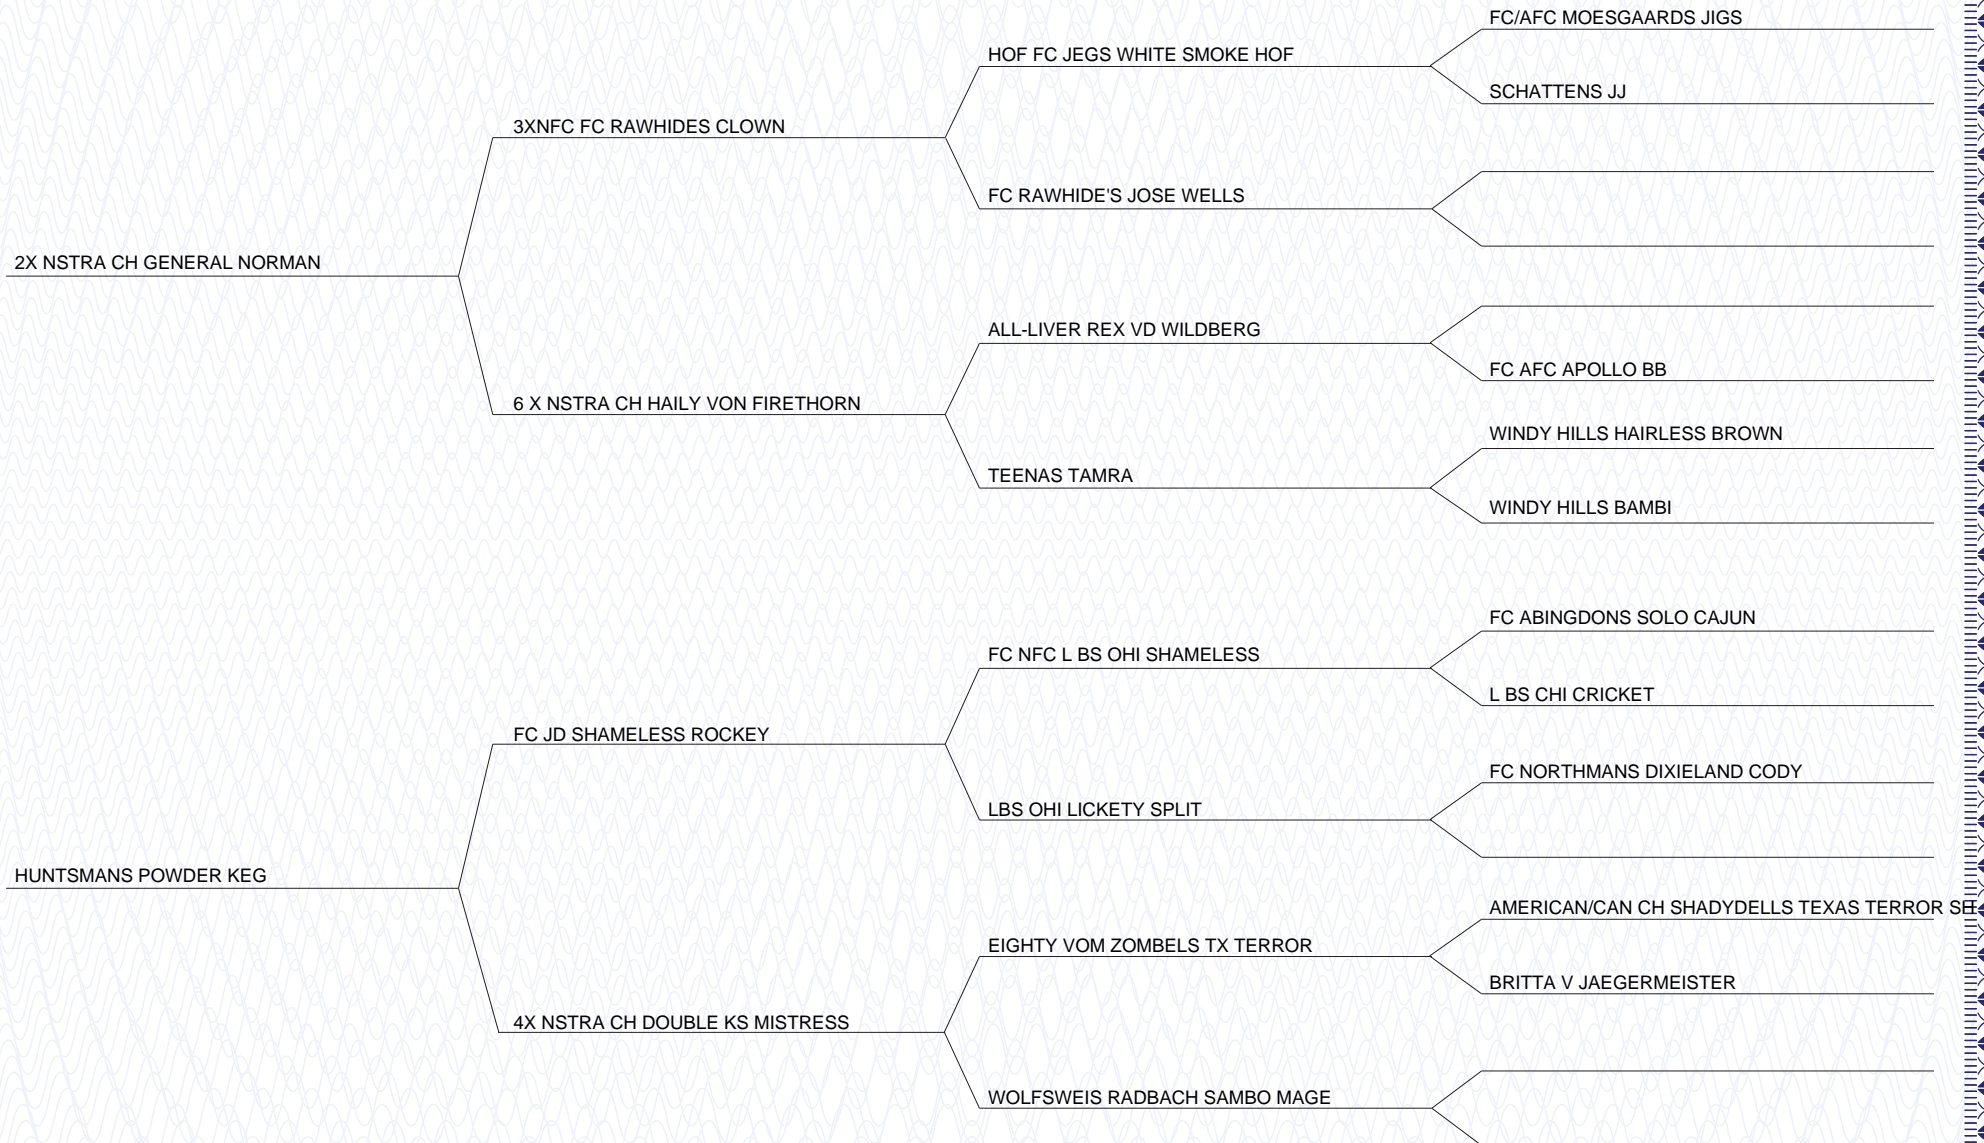 FC/AFC MOESGAARDS JIGS
HOF FC JEGS WHITE SMOKE HOF
SCHATTENS JJ
3XNFC FC RAWHIDES CLOWN
FC RAWHIDE'S JOSE WELLS
2X NSTRA CH GENERAL NORMAN
ALL-LIVER REX VD WILDBERG
FC AFC APOLLO BB
6 X NSTRA CH HAILY VON FIRETHORN
WINDY HILLS HAIRLESS BROWN
TEENAS TAMRA
WINDY HILLS BAMBI
FC ABINGDONS SOLO CAJUN
FC NFC L BS OHI SHAMELESS
L BS CHI CRICKET
FC JD SHAMELESS ROCKEY
FC NORTHMANS DIXIELAND CODY
LBS OHI LICKETY SPLIT
HUNTSMANS POWDER KEG
AMERICAN/CAN CH SHADYDELLS TEXAS TERROR SH
EIGHTY VOM ZOMBELS TX TERROR
BRITTA V JAEGERMEISTER
4X NSTRA CH DOUBLE KS MISTRESS
WOLFSWEIS RADBACH SAMBO MAGE